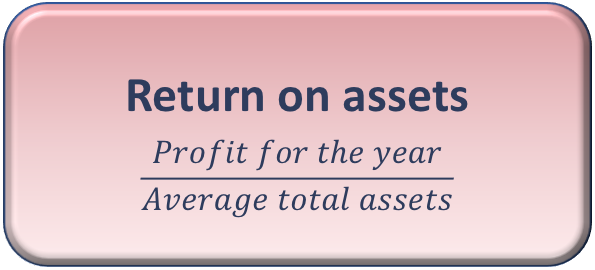 Return on assets
Profit for the year
Average total assets